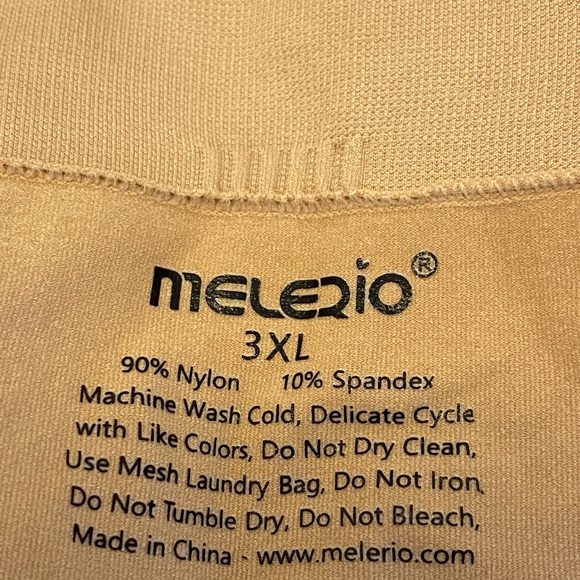 MELERIO®
3XL
90% Nylon 10% Spandex
Machine Wash Cold, Delicate Cycle
with Like Colors, Do Not Dry Clean,
Use Mesh Laundry Bag, Do Not Iron,
Do Not Tumble Dry, Do Not Bleach,
Made in China - www.melerio.com